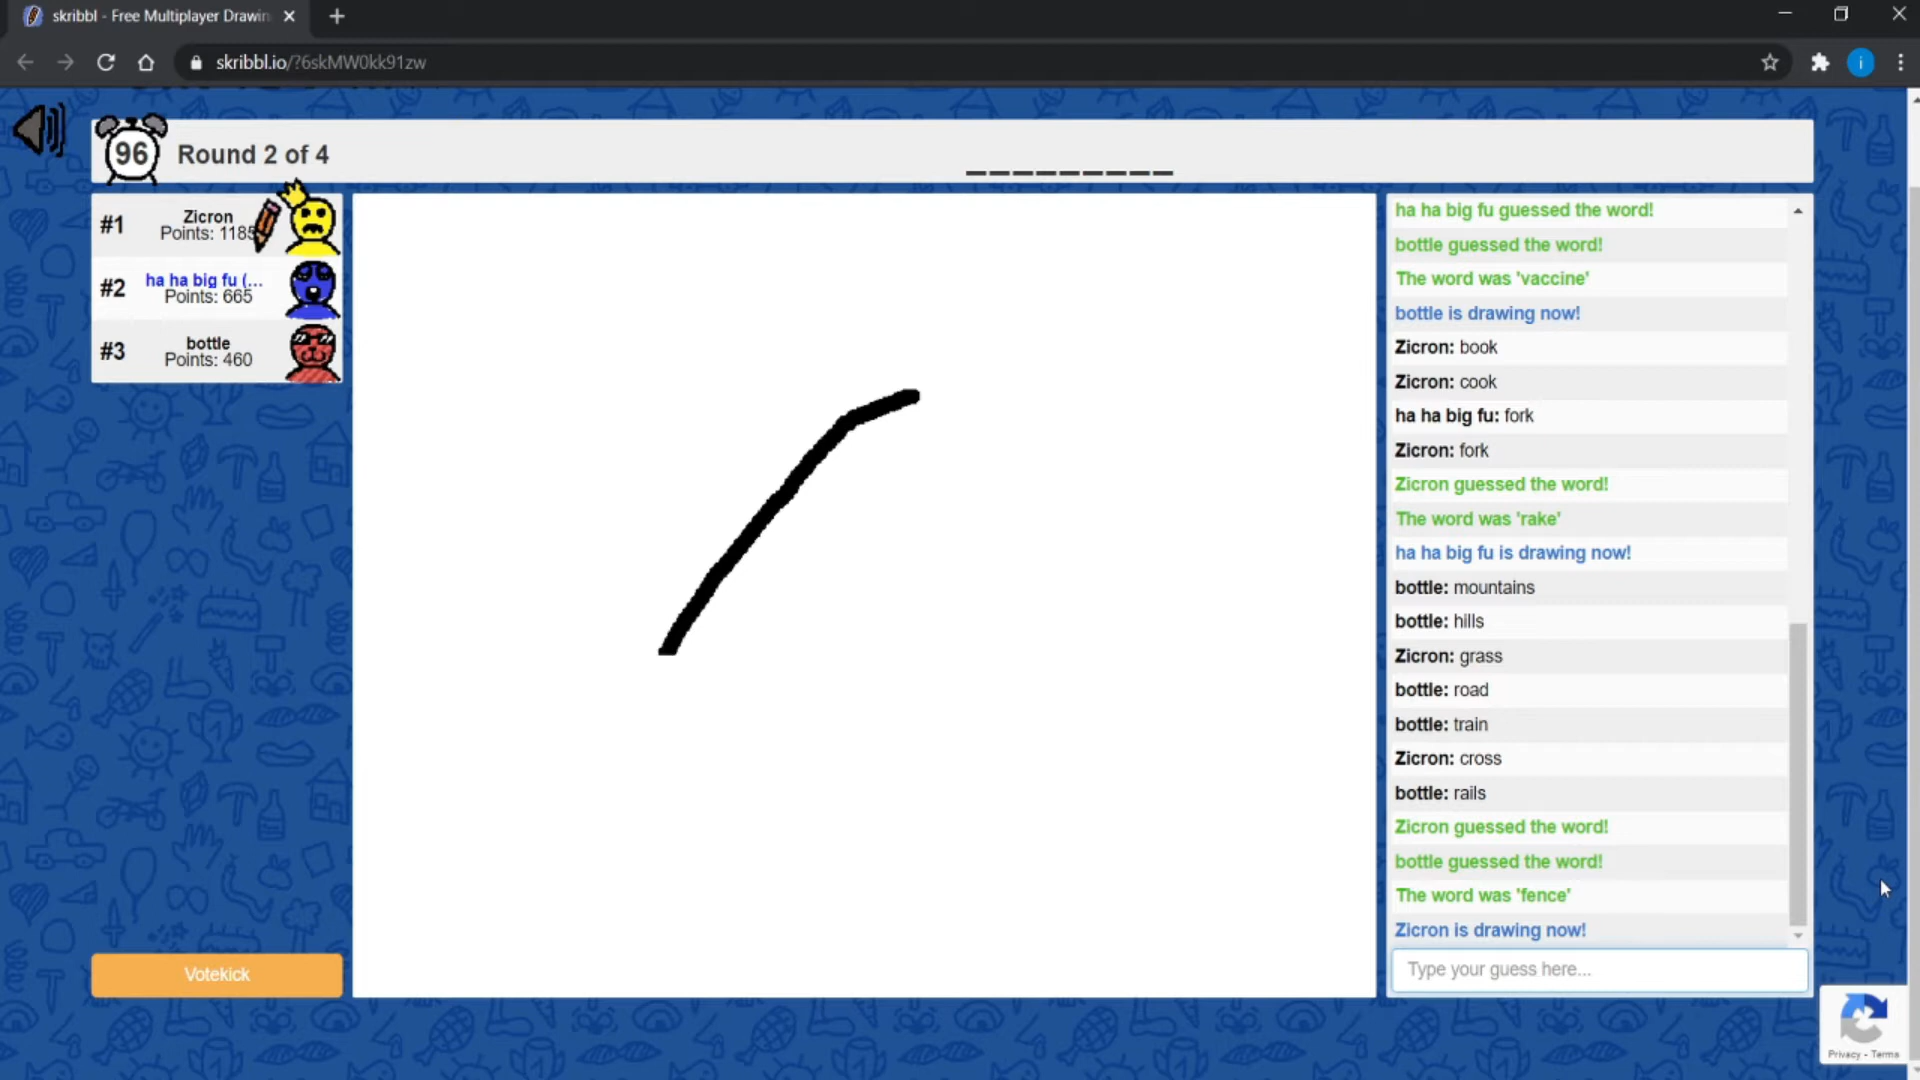 skribbl - Free Multiplayer Drawin
skribbl.io/?6skMW0kk91zw
i
96
Round 2 of 4
_________
#1
Zicron
Points: 1185
#2
ha ha big fu (...
Points: 665
#3
bottle
Points: 460
Votekick
ha ha big fu guessed the word!
bottle guessed the word!
The word was 'vaccine'
bottle is drawing now!
Zicron: book
Zicron: cook
ha ha big fu: fork
Zicron: fork
Zicron guessed the word!
The word was 'rake'
ha ha big fu is drawing now!
bottle: mountains
bottle: hills
Zicron: grass
bottle: road
bottle: train
Zicron: cross
bottle: rails
Zicron guessed the word!
bottle guessed the word!
The word was 'fence'
Zicron is drawing now!
Type your guess here...
Privacy - Terms